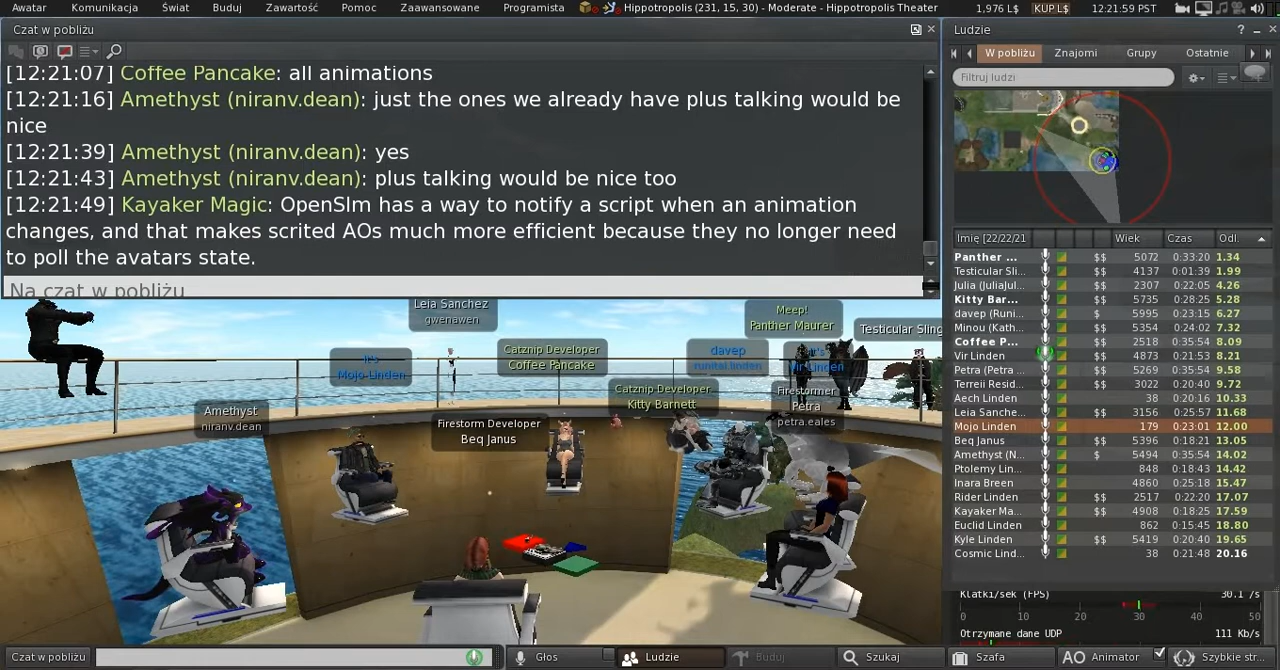 Awatar Komunikacja Świat Buduj Zawartość Pomoc Zaawansowane Programista Hippotropolis (231, 15, 30) - Moderate - Hippotropolis Theater 1,976 L$ KUP L$ 12:21:59 PST
Czat w pobliżu
[12:21:07] Coffee Pancake: all animations
[12:21:16] Amethyst (niranv.dean): just the ones we already have plus talking would be
nice
[12:21:39] Amethyst (niranv.dean): yes
[12:21:43] Amethyst (niranv.dean): plus talking would be nice too
[12:21:49] Kayaker Magic: OpenSIm has a way to notify a script when an animation
changes, and that makes scrited AOs much more efficient because they no longer need
to poll the avatars state.
Na czat w pobliżu
Leia Sanchez
gwenawen
Meep!
Panther Maurer
Testicular Sling
It's
Mojo Linden
Catznip Developer
Coffee Pancake
davep
runitai.linden
It's
Vir Linden
Catznip Developer
Kitty Barnett
Firestormer
Petra
petra.eales
Amethyst
niranv.dean
Firestorm Developer
Beq Janus
Ludzie
W pobliżu Znajomi Grupy Ostatnie
Filtruj ludzi
Imię [22/22/21 Wiek Czas Odl.
Panther ... $$ 5072 0:33:20 1.34
Testicular Sli... $$ 4137 0:01:39 1.99
Julia (JuliaJul... $$ 2307 0:22:05 4.26
Kitty Bar... $$ 5735 0:28:25 5.28
davep (Runi... $ 5995 0:23:15 6.27
Minou (Kath... $$ 5354 0:24:02 7.32
Coffee P... $$ 2518 0:35:54 8.09
Vir Linden $$ 4873 0:21:53 8.21
Petra (Petra ... $$ 5269 0:35:54 9.58
Terreii Resid... $$ 3022 0:20:40 9.72
Aech Linden 38 0:20:16 10.33
Leia Sanche... $$ 3156 0:25:57 11.68
Mojo Linden 179 0:23:01 12.00
Beq Janus $$ 5396 0:18:21 13.05
Amethyst (N... $ 5494 0:35:54 14.02
Ptolemy Lin... 848 0:18:43 14.42
Inara Breen 4860 0:25:18 15.47
Rider Linden $$ 2517 0:22:20 17.07
Kayaker Ma... $$ 4908 0:18:25 17.59
Euclid Linden 862 0:15:45 18.80
Kyle Linden $$ 5419 0:20:40 19.65
Cosmic Lind... 38 0:21:48 20.16
Klatki/sek (FPS) 30.1 /s
0 10 20 30 40 50
Otrzymane dane UDP 111 Kb/s
Czat w pobliżu Głos Ludzie Buduj Szukaj Szafa AO Animator Szybkie str...